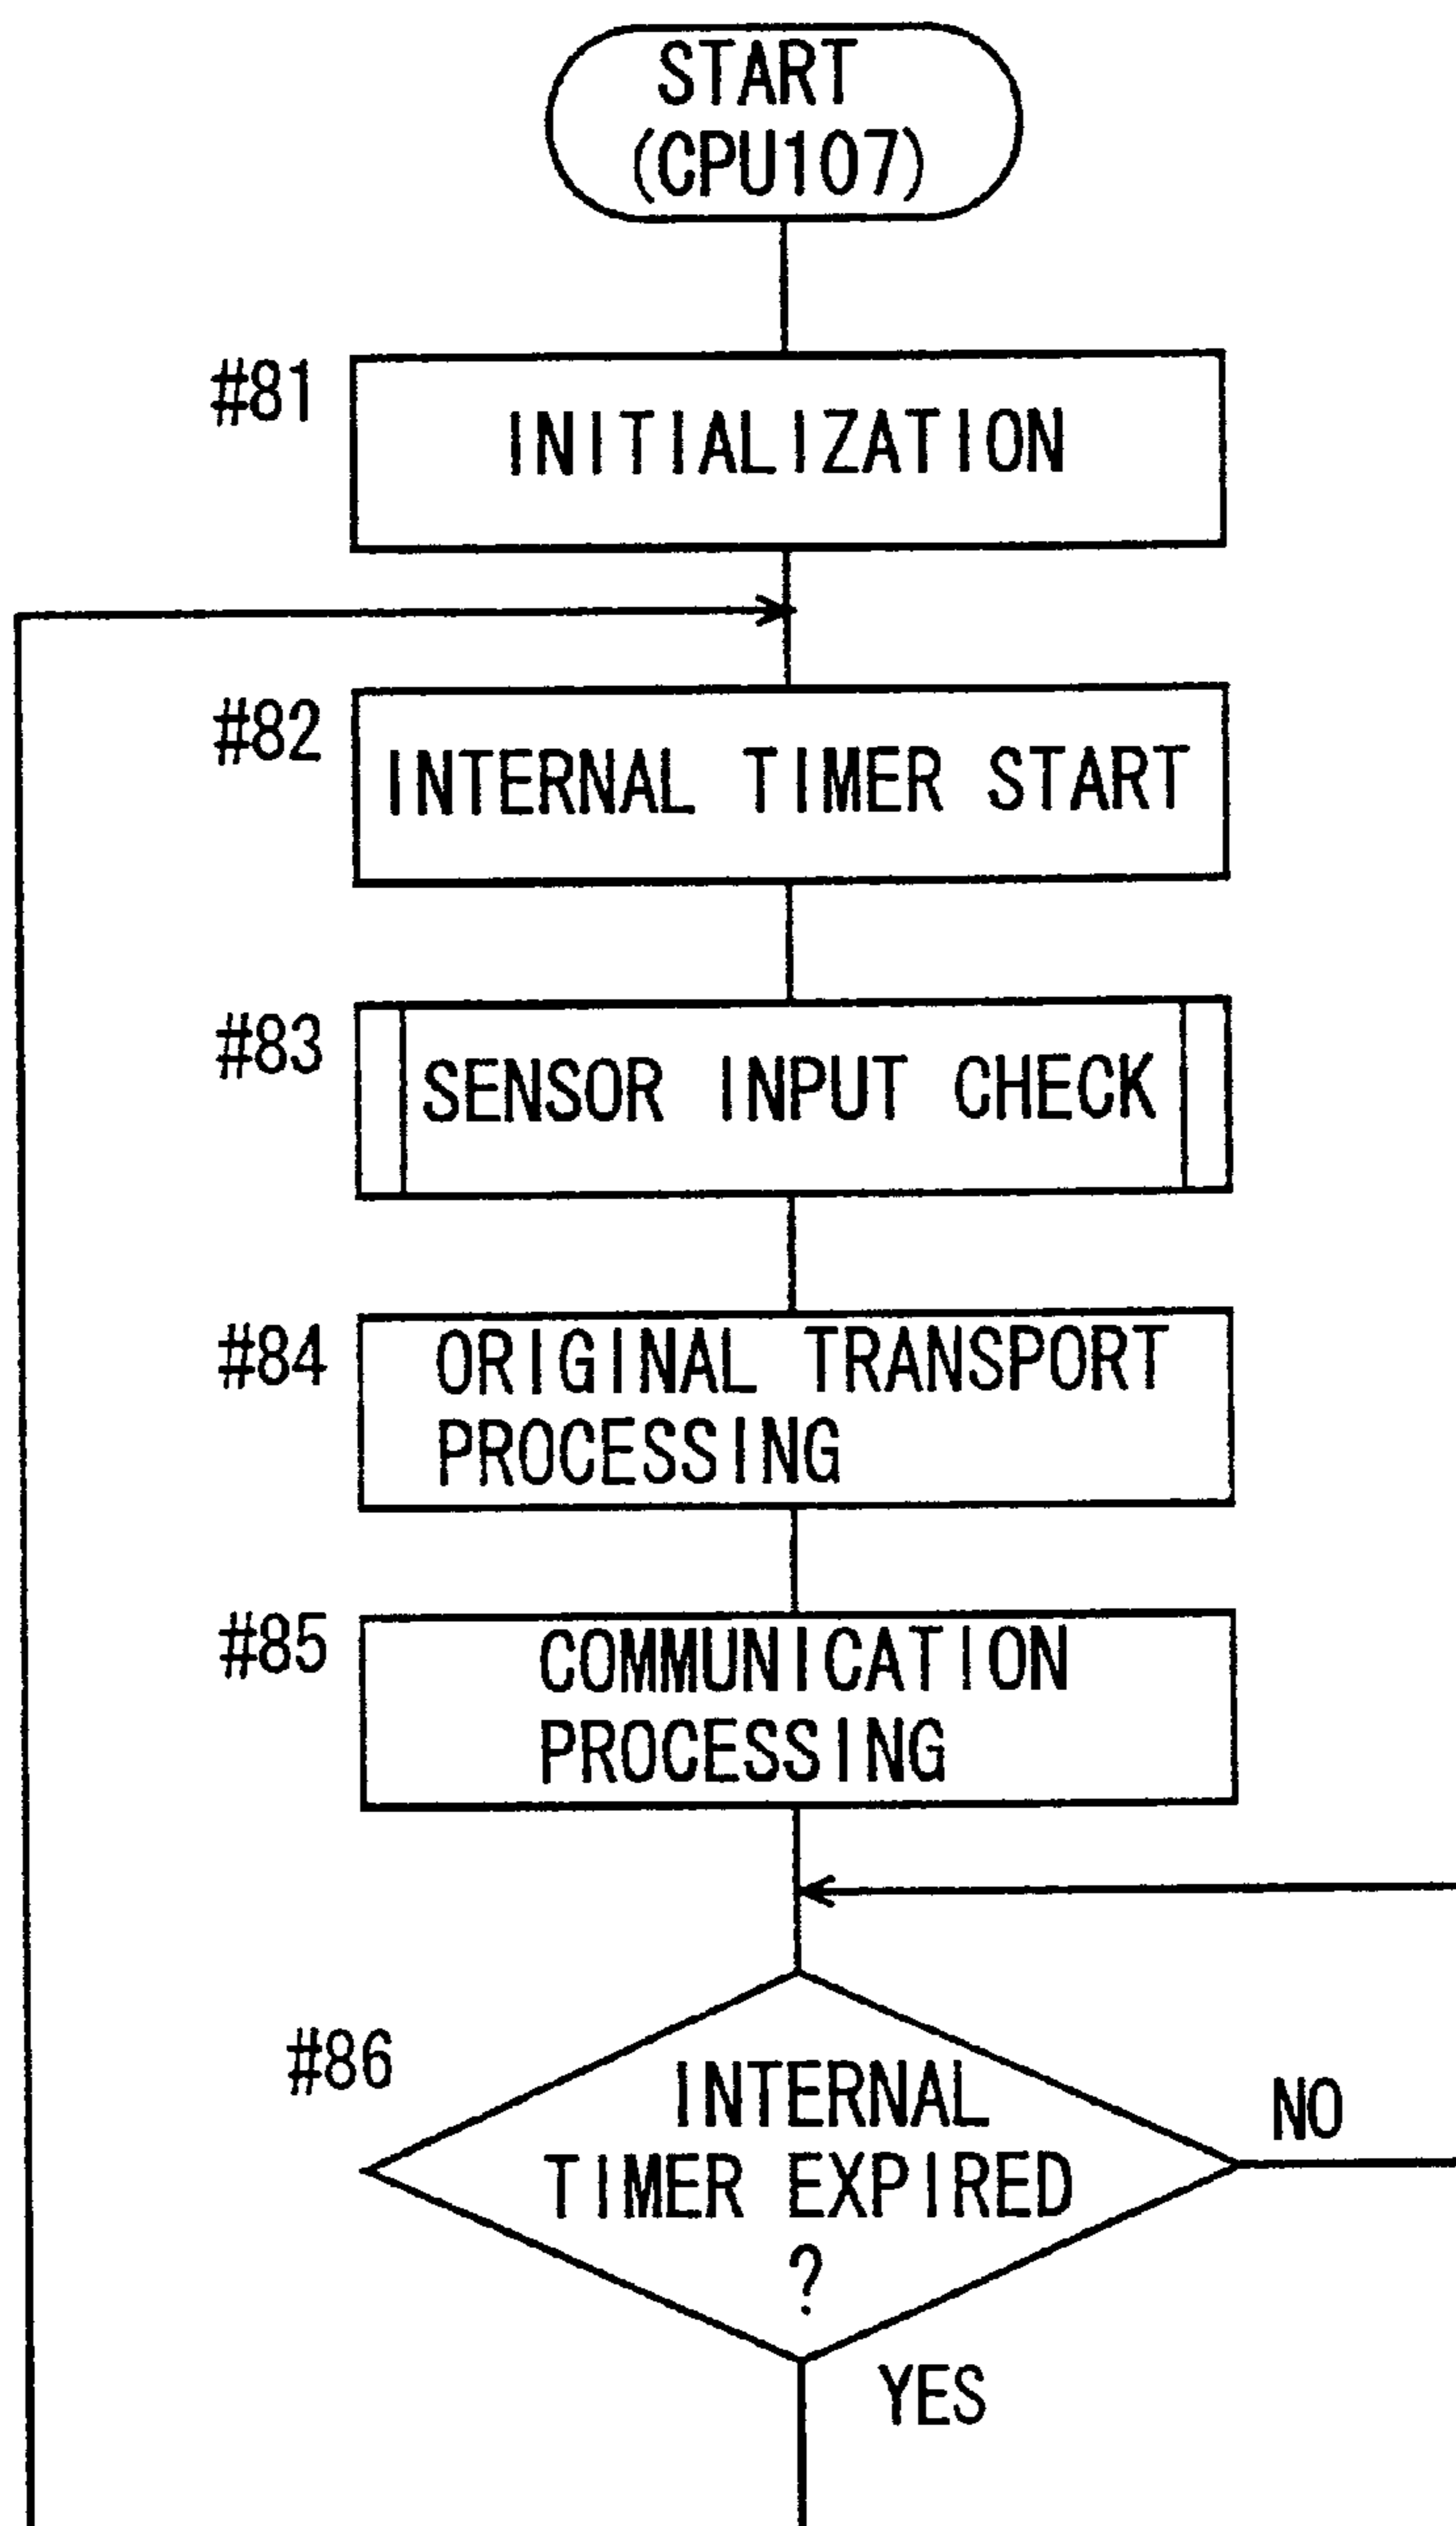 START
(CPU107)
#81
INITIALIZATION
#82
INTERNAL TIMER START
#83
SENSOR INPUT CHECK
#84
ORIGINAL TRANSPORT
PROCESSING
#85
COMMUNICATION
PROCESSING
#86
INTERNAL
TIMER EXPIRED
?
NO
YES